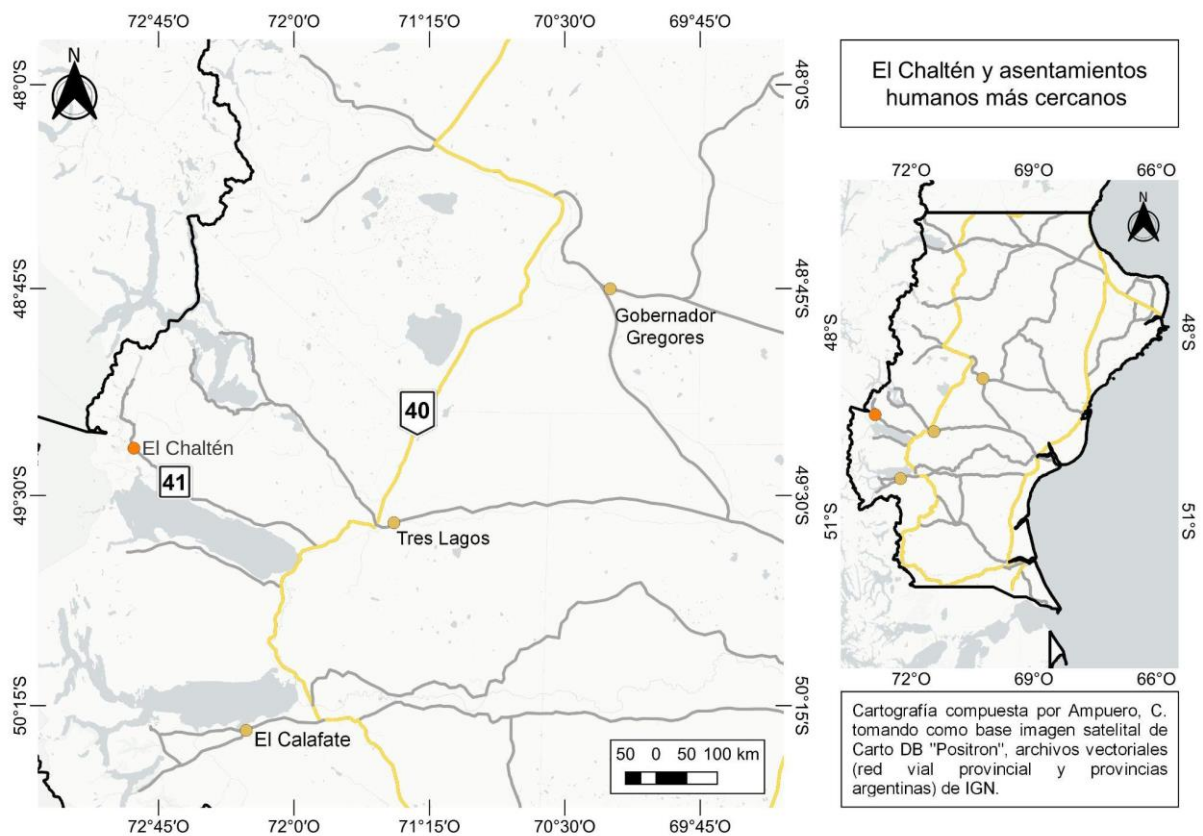 72°45'O 72°0'O 71°15'O 70°30'O 69°45'O
N
48°0'S 48°0'S
48°45'S 48°45'S
Gobernador
Gregores
40
El Chaltén
41
49°30'S 49°30'S
Tres Lagos
50°15'S 50°15'S
El Calafate
50 0 50 100 km
72°45'O 72°0'O 71°15'O 70°30'O 69°45'O
El Chaltén y asentamientos
humanos más cercanos
72°O 69°O 66°O
N
48°S 48°S
51°S 51°S
72°O 69°O 66°O
Cartografía compuesta por Ampuero, C.
tomando como base imagen satelital de
Carto DB "Positron", archivos vectoriales
(red vial provincial y provincias
argentinas) de IGN.